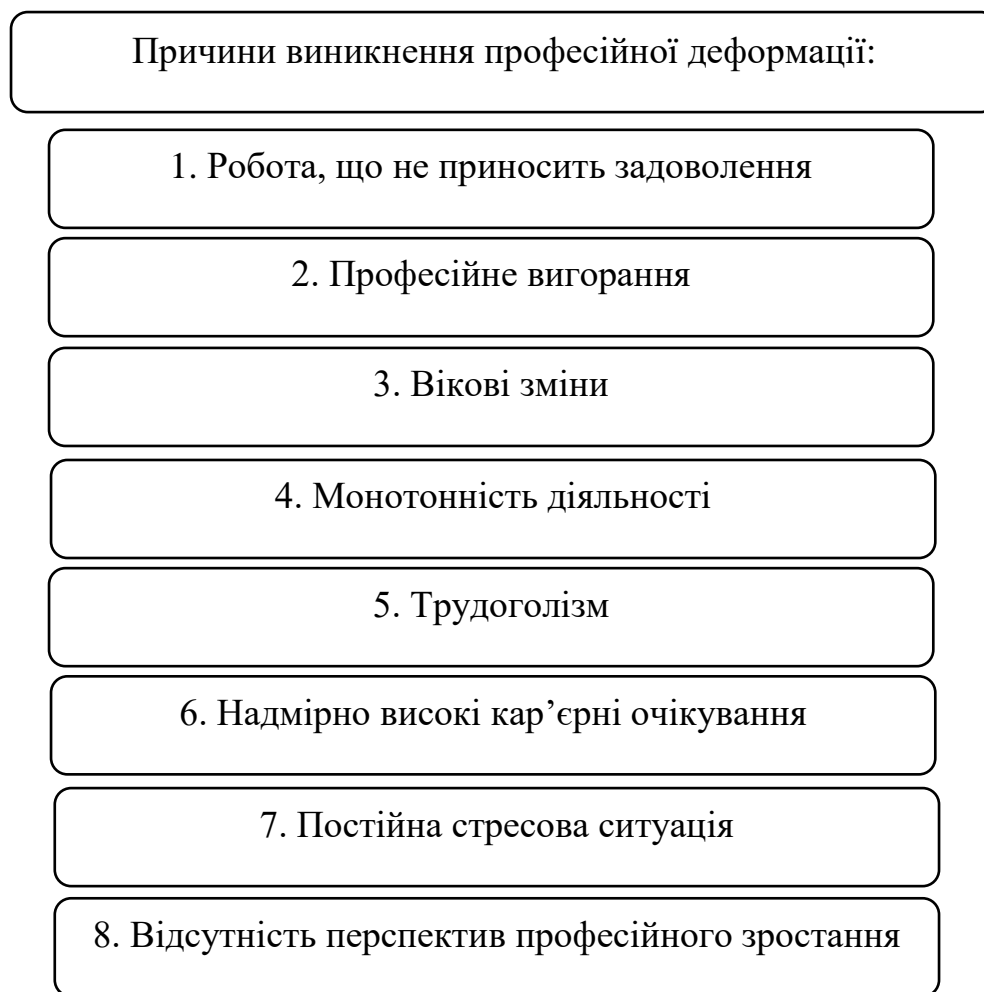 Причини виникнення професійної деформації:
1. Робота, що не приносить задоволення
2. Професійне вигорання
3. Вікові зміни
4. Монотонність діяльності
5. Трудоголізм
6. Надмірно високі кар’єрні очікування
7. Постійна стресова ситуація
8. Відсутність перспектив професійного зростання